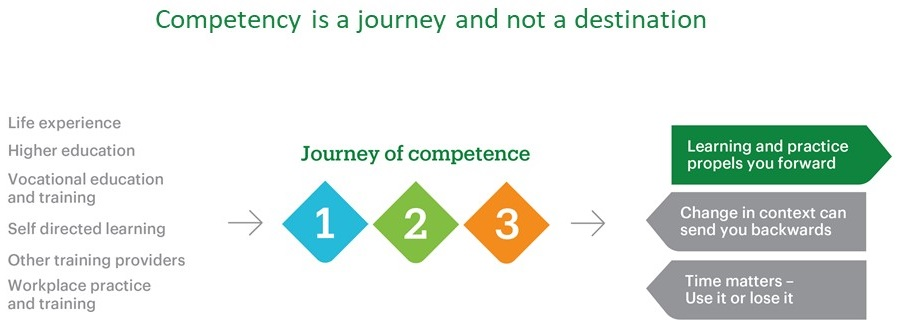 Competency is a journey and not a destination
Life experience
Higher education
Vocational education
and training
Self directed learning
Other training providers
Workplace practice
and training
Journey of competence
1
2
3
Learning and practice
propels you forward
Change in context can
send you backwards
Time matters –
Use it or lose it